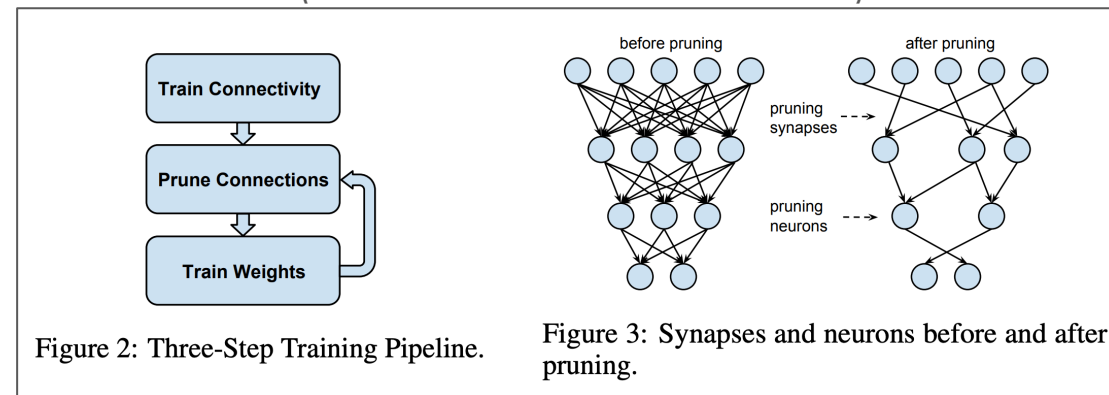 Train Connectivity
Prune Connections
Train Weights
Figure 2: Three-Step Training Pipeline.
before pruning
after pruning
pruning
synapses
pruning
neurons
Figure 3: Synapses and neurons before and after
pruning.